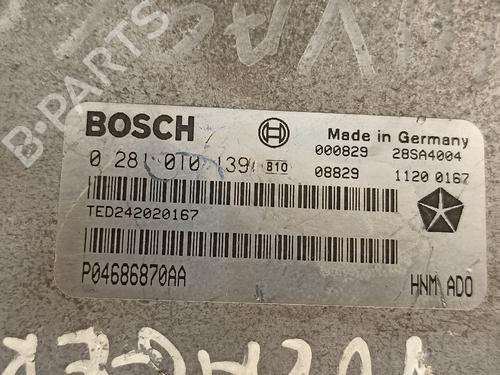 B-PARTS
BOSCH
Made in Germany
0 281 010 139 810
000829 28SA4004
08829 1120 0167
TED242020167
P04686870AA
HNM ADO